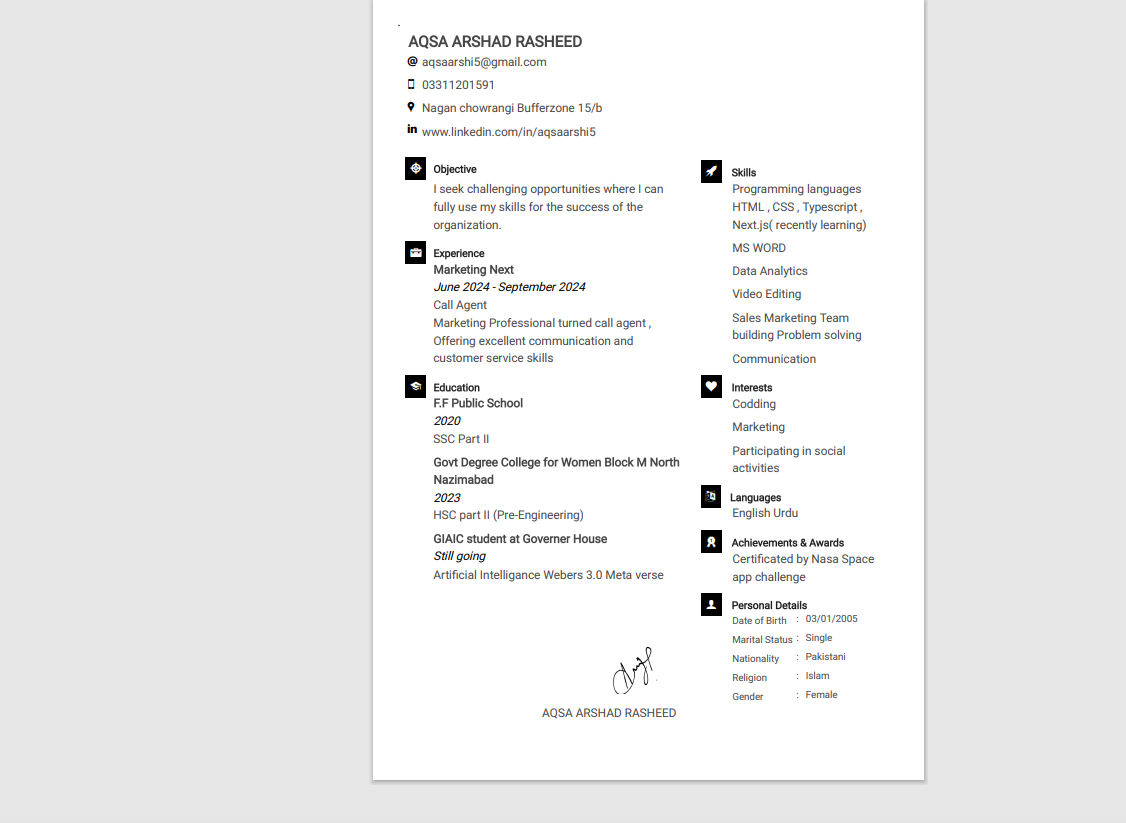 AQSA ARSHAD RASHEED
aqsaarshi5@gmail.com
03311201591
Nagan chowrangi Bufferzone 15/b
in www.linkedin.com/in/aqsaarshi5
Objective
I seek challenging opportunities where I can
fully use my skills for the success of the
organization.
Experience
Marketing Next
June 2024 - September 2024
Call Agent
Marketing Professional turned call agent ,
Offering excellent communication and
customer service skills
Education
F.F Public School
2020
SSC Part II
Govt Degree College for Women Block M North
Nazimabad
2023
HSC part II (Pre-Engineering)
GIAIC student at Governer House
Still going
Artificial Intelligance Webers 3.0 Meta verse
Skills
Programming languages
HTML , CSS , Typescript ,
Next.js( recently learning)
MS WORD
Data Analytics
Video Editing
Sales Marketing Team
building Problem solving
Communication
Interests
Codding
Marketing
Participating in social
activities
Languages
English Urdu
Achievements & Awards
Certificated by Nasa Space
app challenge
Personal Details
Date of Birth : 03/01/2005
Marital Status : Single
Nationality : Pakistani
Religion : Islam
Gender : Female
AQSA ARSHAD RASHEED